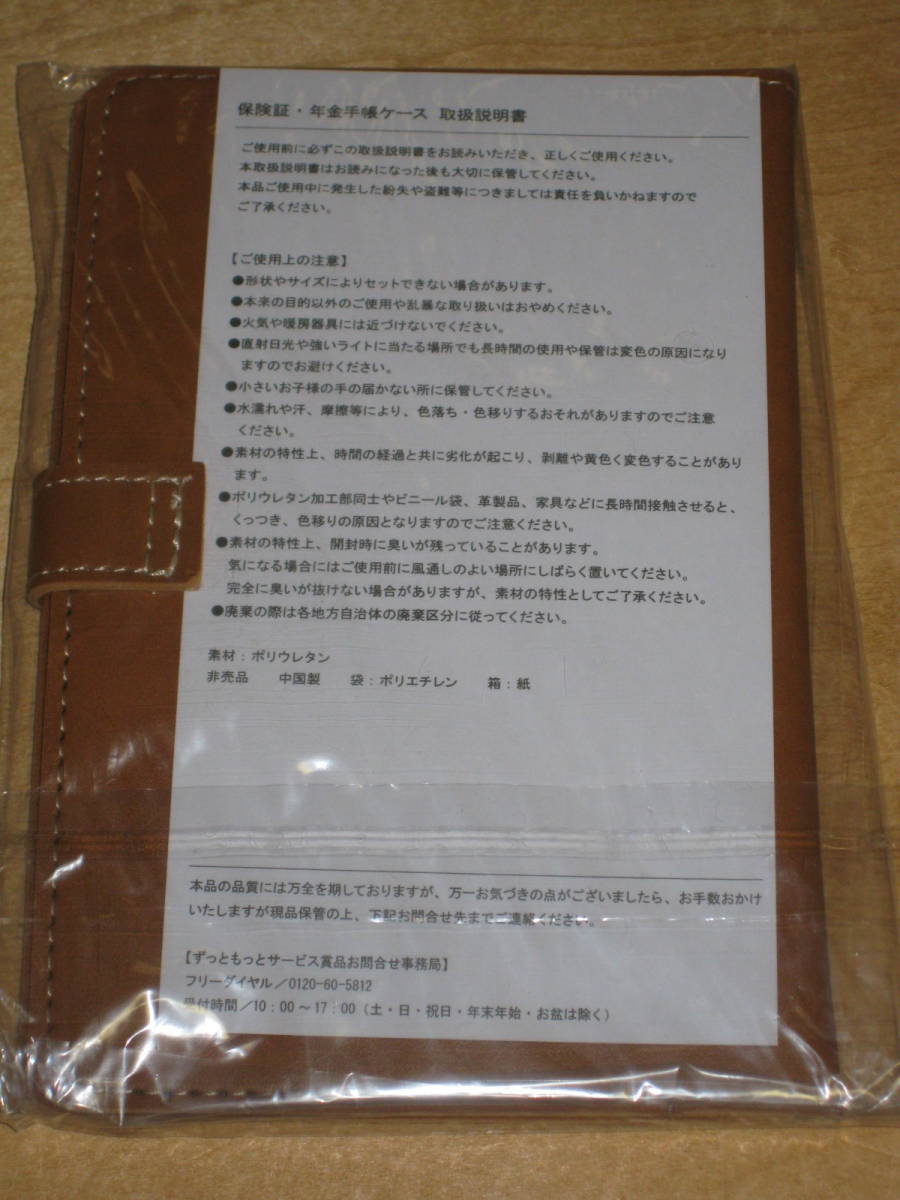 保険証・年金手帳ケース 取扱説明書
ご使用前に必ずこの取扱説明書をお読みいただき、正しくご使用ください。
本取扱説明書はお読みになった後も大切に保管してください。
本品ご使用中に発生した紛失や盗難等につきましては責任を負いかねますので
ご了承ください。
【ご使用上の注意】
●形状やサイズによりセットできない場合があります。
●本来の目的以外のご使用や乱暴な取り扱いはおやめください。
●火気や暖房器具には近づけないでください。
●直射日光や強いライトに当たる場所でも長時間の使用や保管は変色の原因になり
ますのでお避けください。
●小さいお子様の手の届かない所に保管してください。
●水濡れや汗、摩擦等により、色落ち・色移りするおそれがありますのでご注意
ください。
●素材の特性上、時間の経過と共に劣化が起こり、剥離や黄色く変色することがあり
ます。
●ポリウレタン加工部同士やビニール袋、革製品、家具などに長時間接触させると、
くっつき、色移りの原因となりますのでご注意ください。
●素材の特性上、開封時に臭いが残っていることがあります。
気になる場合にはご使用前に風通しのよい場所にしばらく置いてください。
完全に臭いが抜けない場合がありますが、素材の特性としてご了承ください。
●廃棄の際は各地方自治体の廃棄区分に従ってください。
素材：ポリウレタン
非売品 中国製 袋：ポリエチレン 箱：紙
本品の品質には万全を期しておりますが、万一お気づきの点がございましたら、お手数おかけ
いたしますが現品保管の上、下記お問合せ先までご連絡ください。
【ずっともっとサービス賞品お問合せ事務局】
フリーダイヤル／0120-60-5812
受付時間／10：00～17：00（土・日・祝日・年末年始・お盆は除く）